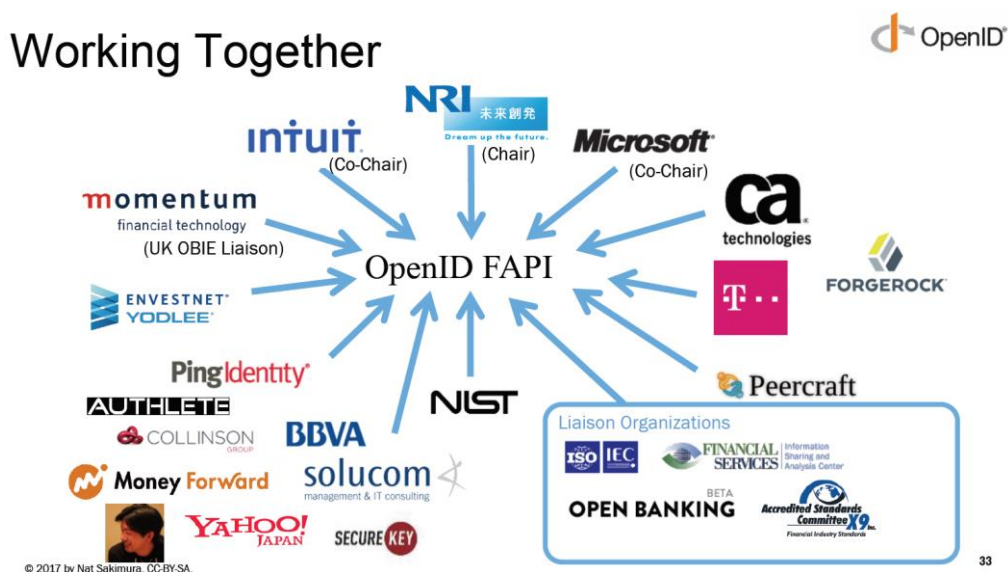 Working Together
OpenID®
NRI
未来創発
Dream up the future.
(Chair)
intuit.
(Co-Chair)
Microsoft®
(Co-Chair)
momentum
financial technology
(UK OBIE Liaison)
ca
technologies
OpenID FAPI
FORGEROCK
T
ENVESTNET®
YODLEE®
PingIdentity®
NIST
Peercraft
AUTHLETE
COLLINSON
GROUP
BBVA
Liaison Organizations
ISO IEC
FINANCIAL
SERVICES
Information
Sharing and
Analysis Center
Money Forward
solucom
management & IT consulting
OPEN BANKING
BETA
Accredited Standards
Committee X9 Inc.
Financial Industry Standards
YAHOO!
JAPAN
SECUREKEY
© 2017 by Nat Sakimura. CC-BY-SA.
33